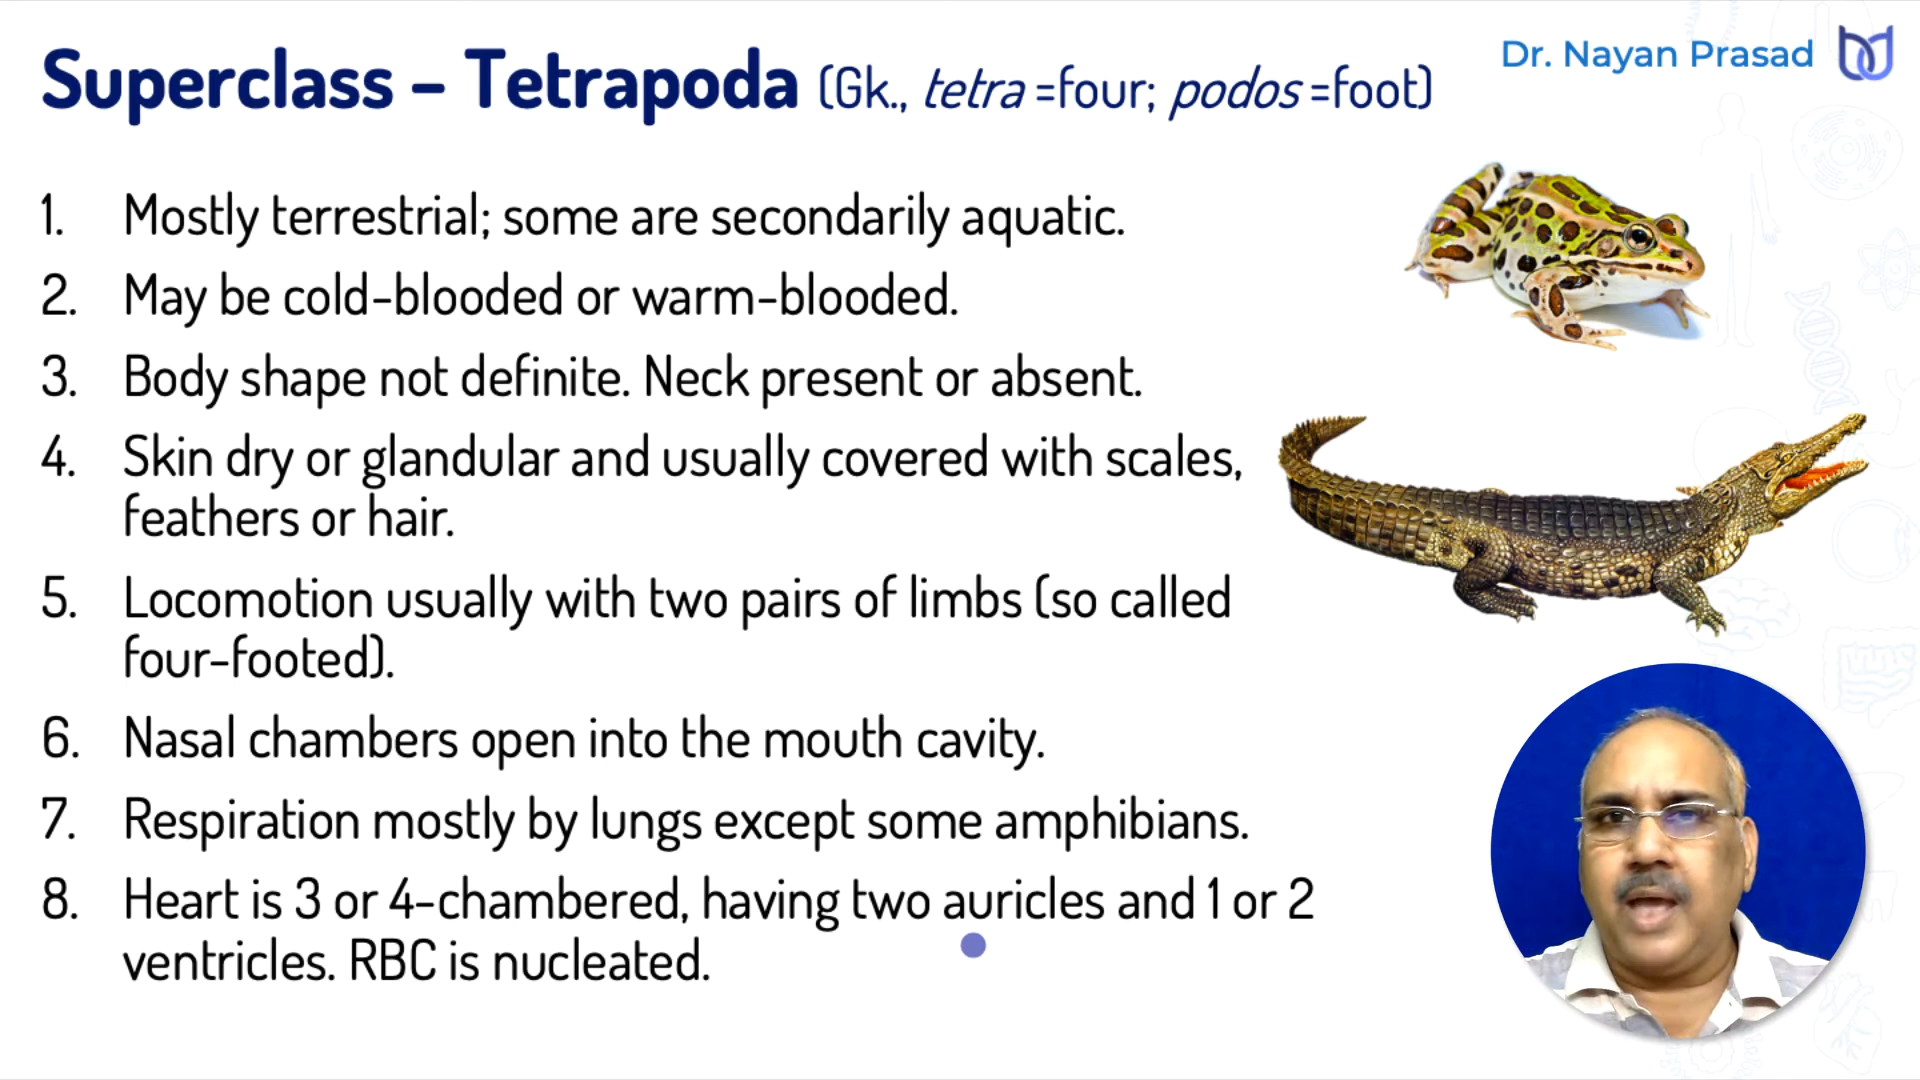 Dr. Nayan Prasad
Superclass – Tetrapoda (Gk., tetra =four; podos =foot)
1. Mostly terrestrial; some are secondarily aquatic.
2. May be cold-blooded or warm-blooded.
3. Body shape not definite. Neck present or absent.
4. Skin dry or glandular and usually covered with scales,
feathers or hair.
5. Locomotion usually with two pairs of limbs (so called
four-footed).
6. Nasal chambers open into the mouth cavity.
7. Respiration mostly by lungs except some amphibians.
8. Heart is 3 or 4-chambered, having two auricles and 1 or 2
ventricles. RBC is nucleated.